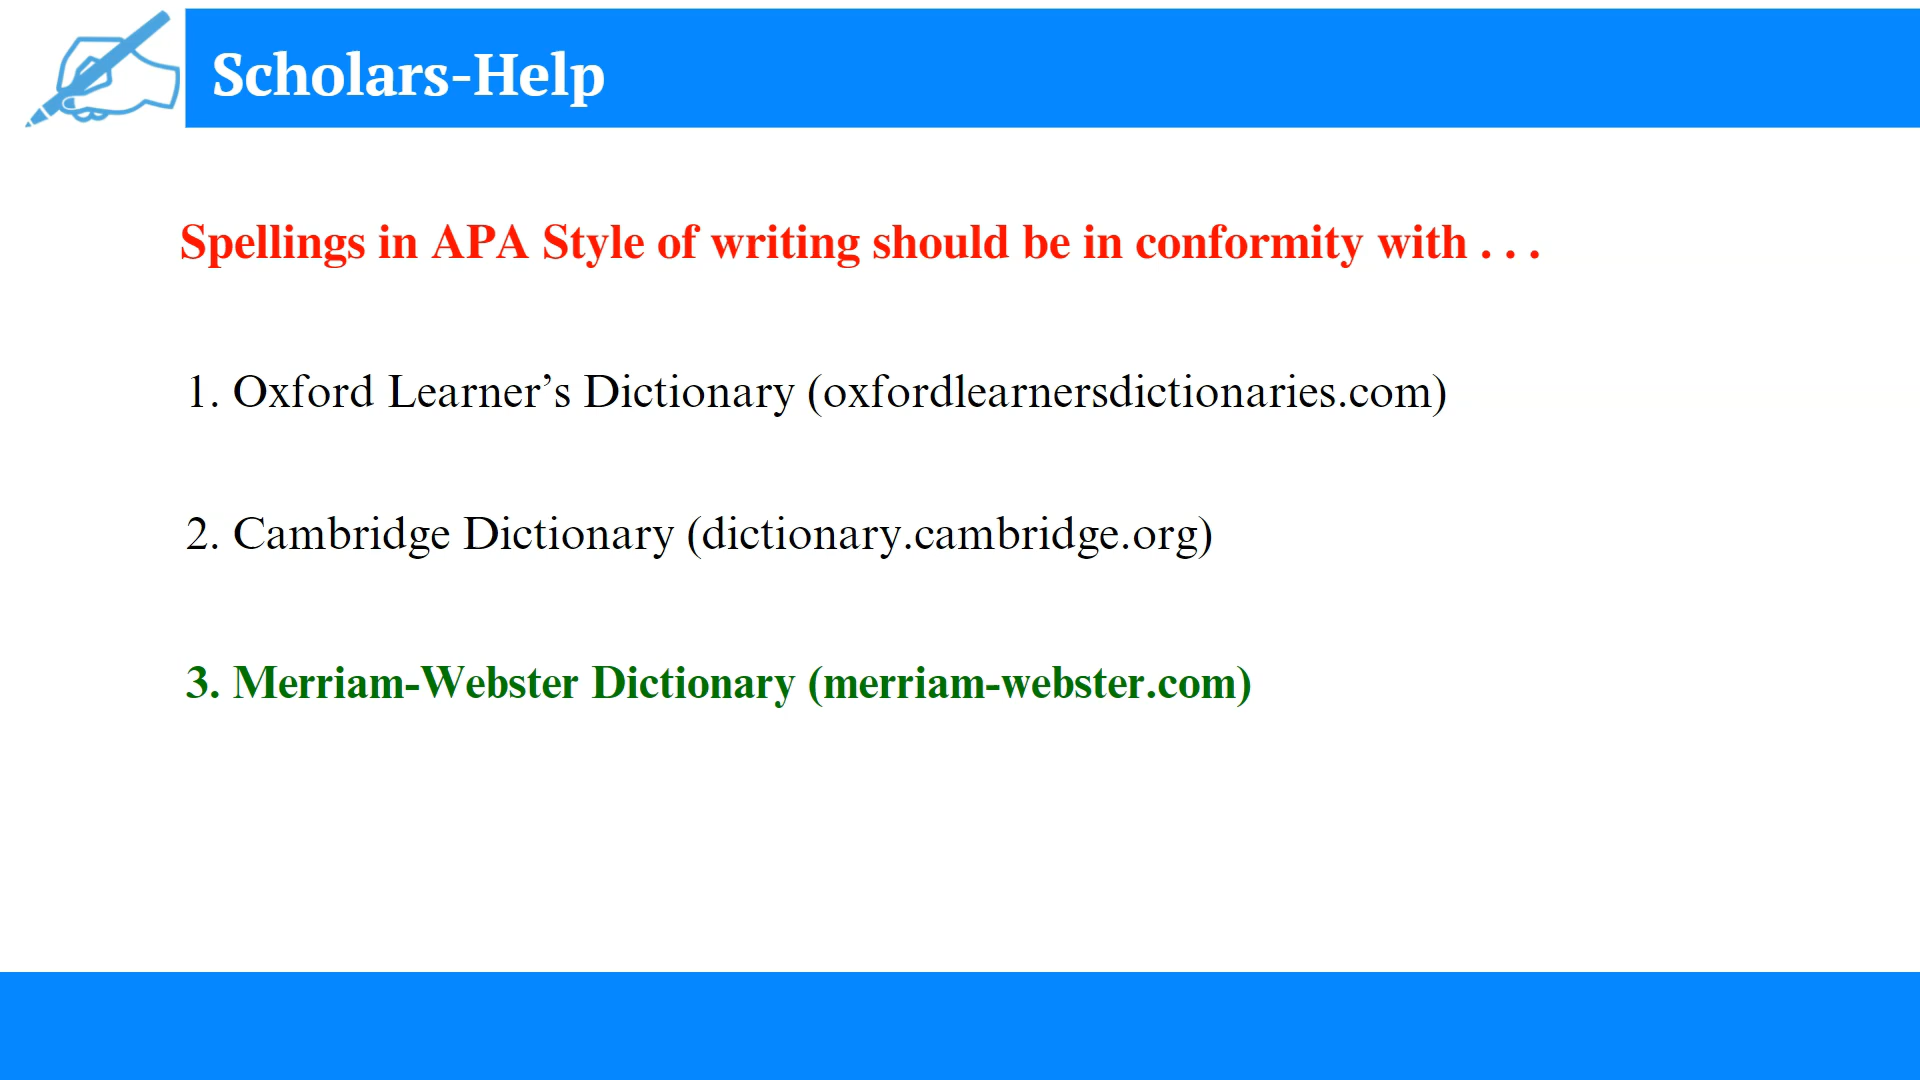 Scholars-Help
Spellings in APA Style of writing should be in conformity with . . .
1. Oxford Learner’s Dictionary (oxfordlearnersdictionaries.com)
2. Cambridge Dictionary (dictionary.cambridge.org)
3. Merriam-Webster Dictionary (merriam-webster.com)